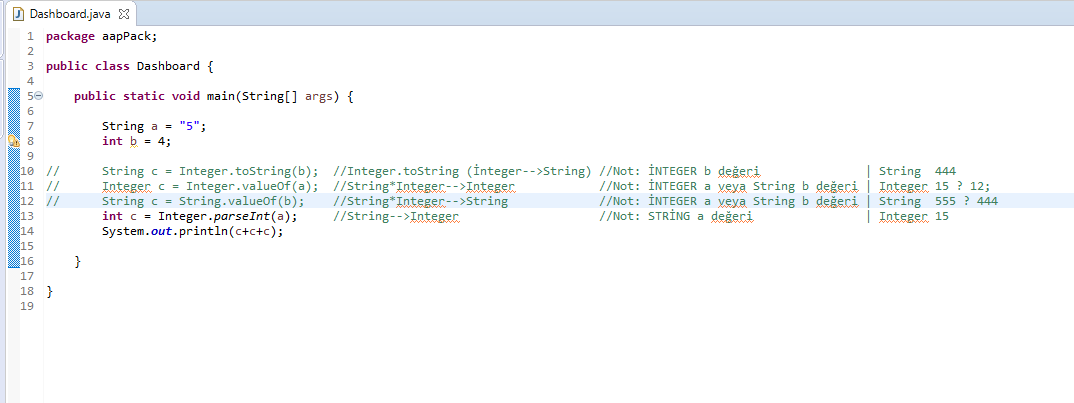 Dashboard.java
1 package aapPack;
2
3 public class Dashboard {
4
5 public static void main(String[] args) {
6
7 String a = "5";
8 int b = 4;
9
10 // String c = Integer.toString(b); //Integer.toString (İnteger-->String) //Not: İNTEGER b değeri | String 444
11 // Integer c = Integer.valueOf(a); //String*Integer-->Integer //Not: İNTEGER a veya String b değeri | Integer 15 ? 12;
12 // String c = String.valueOf(b); //String*Integer-->String //Not: İNTEGER a veya String b değeri | String 555 ? 444
13 int c = Integer.parseInt(a); //String-->Integer //Not: STRİNG a değeri | Integer 15
14 System.out.println(c+c+c);
15
16 }
17
18 }
19